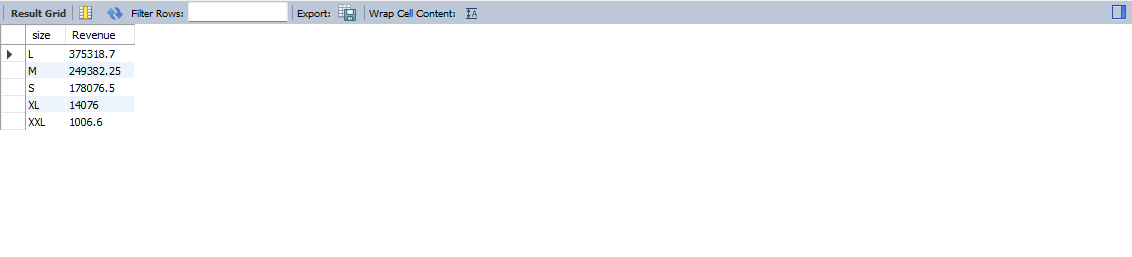 Result Grid Filter Rows: Export: Wrap Cell Content: A
size Revenue
L 375318.7
M 249382.25
S 178076.5
XL 14076
XXL 1006.6